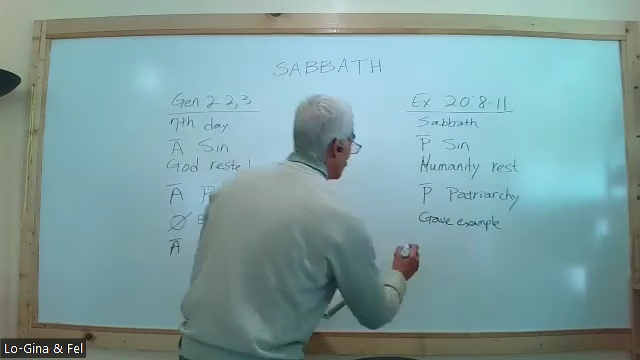 SABBATH
Gen 2:2,3
7th day
A̅ Sin
God rested
A̅ P
∅ E
A̅
Ex 20:8-11
Sabbath
P̅ Sin
Humanity rest
P̅ Patriarchy
Gave example
Lo-Gina & Fel